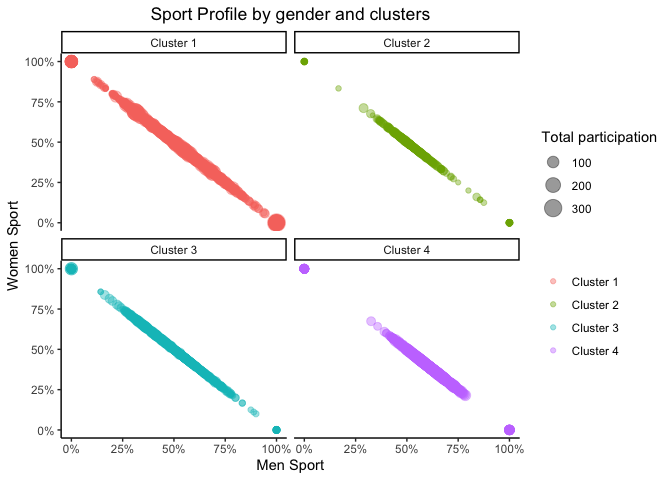 Sport Profile by gender and clusters
Cluster 1
Cluster 2
100%
75%
50%
25%
0%
Cluster 3
Cluster 4
100%
75%
50%
25%
0%
0%
25%
50%
75%
100%
0%
25%
50%
75%
100%
Women Sport
Men Sport
Total participation
100
200
300
Cluster 1
Cluster 2
Cluster 3
Cluster 4